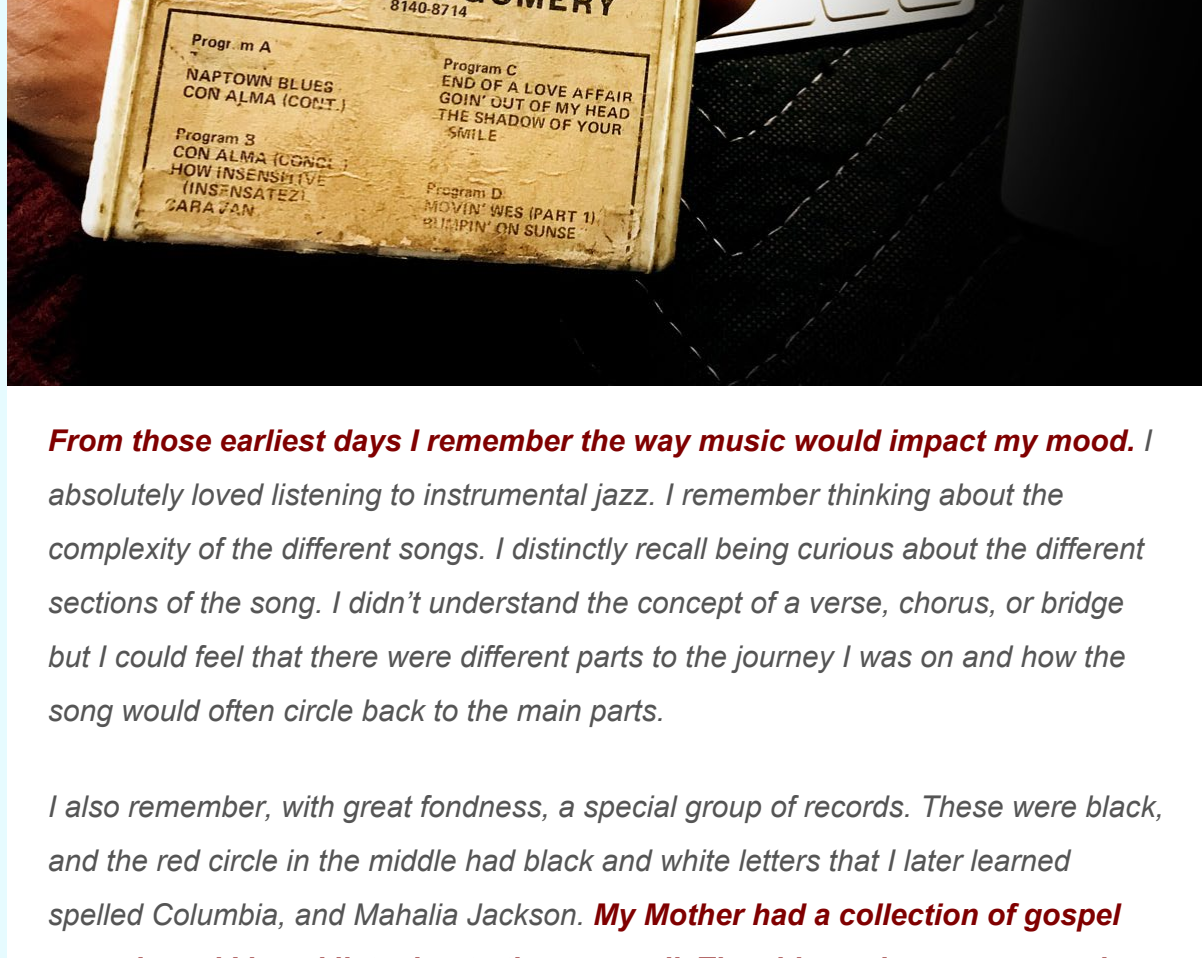 8140-8714
Program A
NAPTOWN BLUES
CON ALMA (CONT.)
Program B
CON ALMA (CONCL.)
HOW INSENSITIVE
(INSENSATEZ)
CARAVAN
Program C
END OF A LOVE AFFAIR
GOIN' OUT OF MY HEAD
THE SHADOW OF YOUR
SMILE
Program D
MOVIN' WES (PART 1)
BUMPIN' ON SUNSE
From those earliest days I remember the way music would impact my mood. I
absolutely loved listening to instrumental jazz. I remember thinking about the
complexity of the different songs. I distinctly recall being curious about the different
sections of the song. I didn’t understand the concept of a verse, chorus, or bridge
but I could feel that there were different parts to the journey I was on and how the
song would often circle back to the main parts.
I also remember, with great fondness, a special group of records. These were black,
and the red circle in the middle had black and white letters that I later learned
spelled Columbia, and Mahalia Jackson. My Mother had a collection of gospel